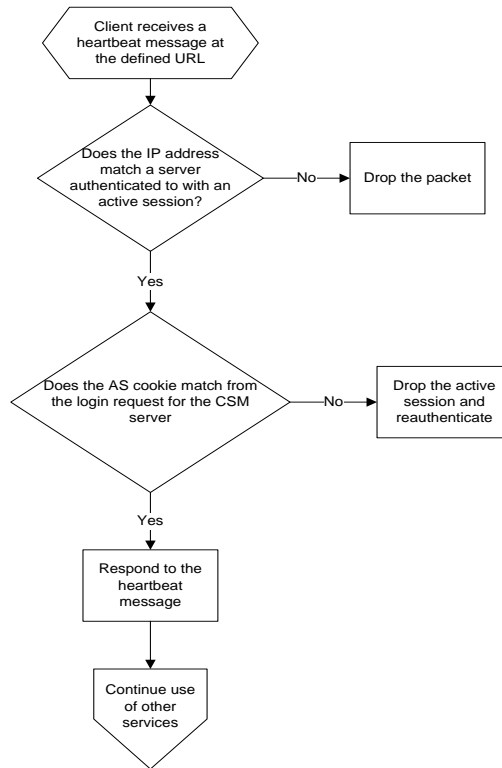 Client receives a
heartbeat message at
the defined URL
Does the IP address
match a server
authenticated to with an
active session?
No
Drop the packet
Yes
Does the AS cookie match from
the login request for the CSM
server
No
Drop the active
session and
reauthenticate
Yes
Respond to the
heartbeat
message
Continue use
of other
services